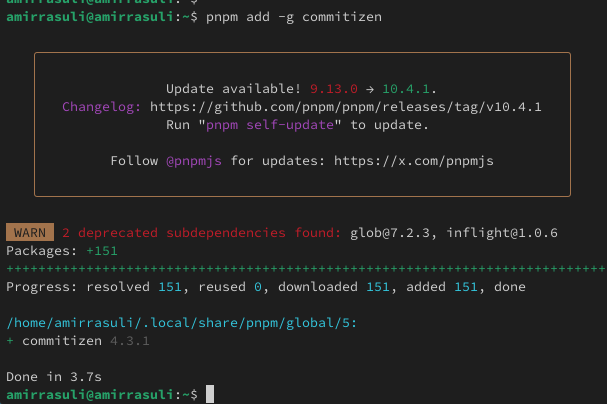 amirrasuli@amirrasuli:~$
amirrasuli@amirrasuli:~$ pnpm add -g commitizen
Update available! 9.13.0 → 10.4.1.
Changelog: https://github.com/pnpm/pnpm/releases/tag/v10.4.1
Run "pnpm self-update" to update.
Follow @pnpmjs for updates: https://x.com/pnpmjs
WARN 2 deprecated subdependencies found: glob@7.2.3, inflight@1.0.6
Packages: +151
+++++++++++++++++++++++++++++++++++++++++++++++++++++++++++++++++++++++++++
Progress: resolved 151, reused 0, downloaded 151, added 151, done
/home/amirrasuli/.local/share/pnpm/global/5:
+ commitizen 4.3.1
Done in 3.7s
amirrasuli@amirrasuli:~$